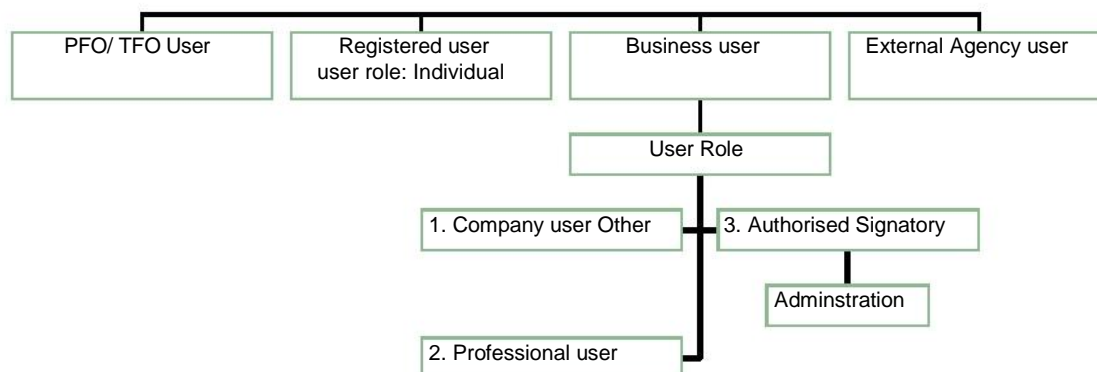 PFO/ TFO User
Registered user
user role: Individual
Business user
External Agency user
User Role
1. Company user Other
3. Authorised Signatory
Adminstration
2. Professional user